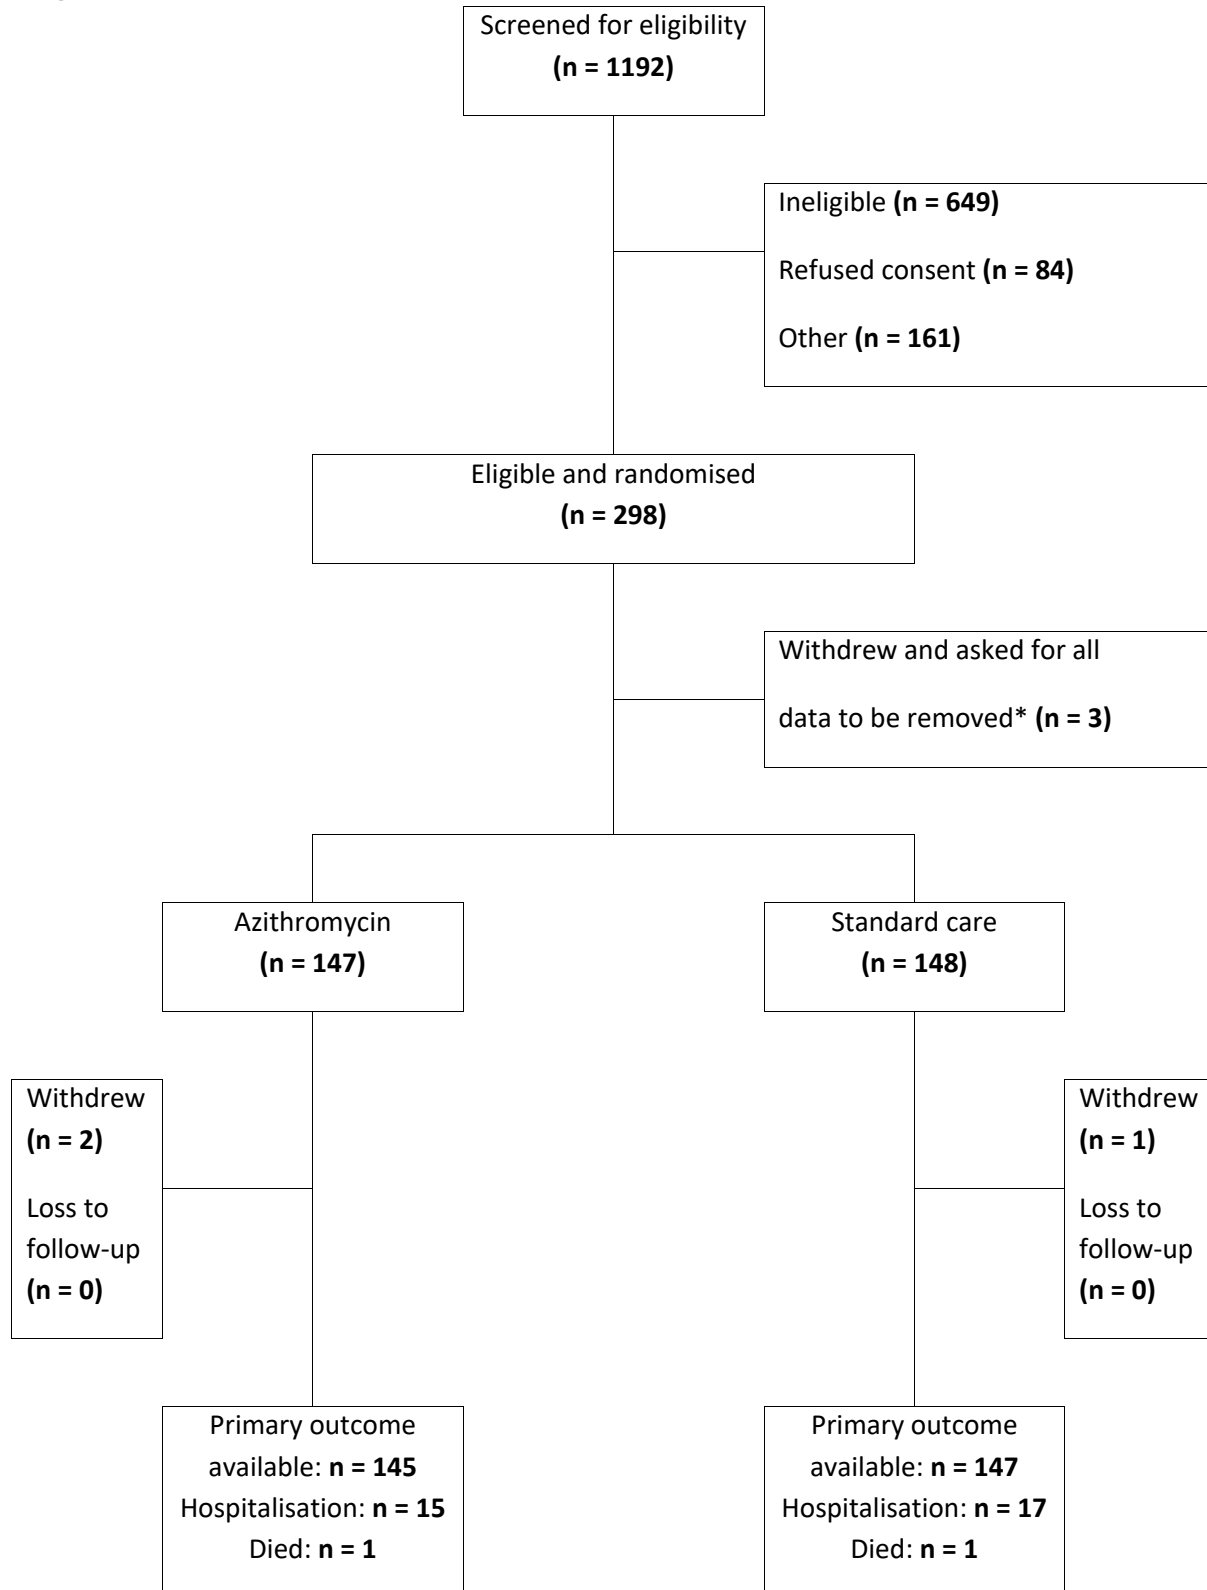 Screened for eligibility
(n = 1192)
Ineligible (n = 649)
Refused consent (n = 84)
Other (n = 161)
Eligible and randomised
(n = 298)
Withdrew and asked for all
data to be removed* (n = 3)
Azithromycin
(n = 147)
Standard care
(n = 148)
Withdrew
(n = 2)
Loss to
follow-up
(n = 0)
Withdrew
(n = 1)
Loss to
follow-up
(n = 0)
Primary outcome
available: n = 145
Hospitalisation: n = 15
Died: n = 1
Primary outcome
available: n = 147
Hospitalisation: n = 17
Died: n = 1